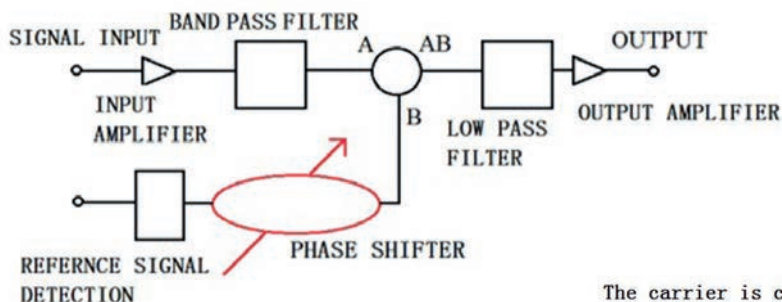 SIGNAL INPUT
BAND PASS FILTER
A
AB
OUTPUT
INPUT
AMPLIFIER
B
LOW PASS
FILTER
OUTPUT AMPLIFIER
PHASE SHIFTER
REFERNCE SIGNAL
DETECTION
The carrier is c